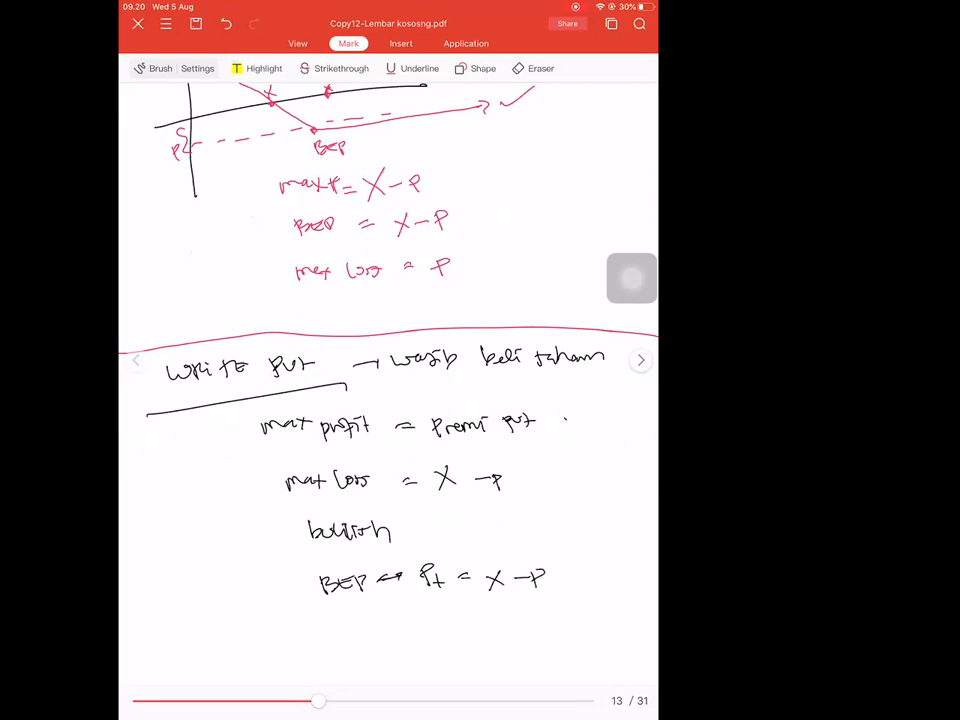 09.20 Wed 5 Aug 30%
Copy12-Lembar kososng.pdf
Share
View Mark Insert Application
Brush Settings Highlight Strikethrough Underline Shape Eraser
X
P
BEP
max P = X - P
BEP = X - P
max loss = P
write put → wajib beli saham
max profit = premi put
max loss = X - P
bullish
BEP → Pt = X - P
13 / 31